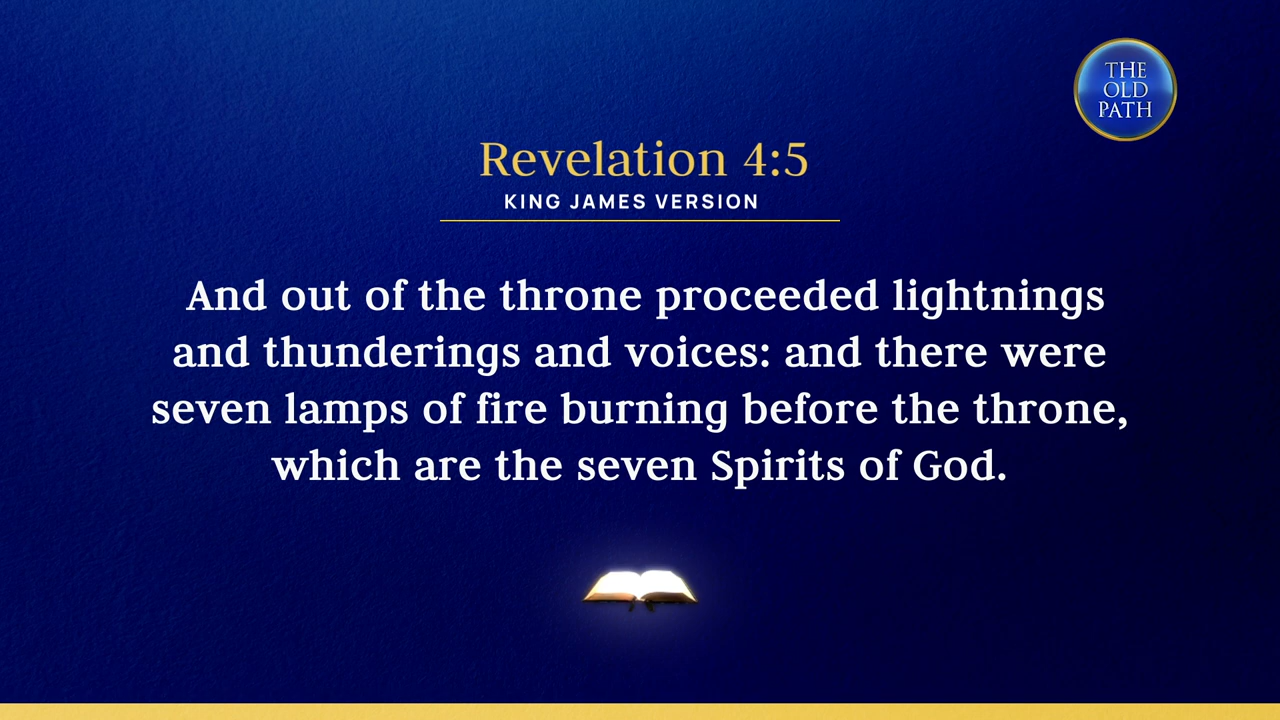 THE
OLD
PATH
Revelation 4:5
KING JAMES VERSION
And out of the throne proceeded lightnings
and thunderings and voices: and there were
seven lamps of fire burning before the throne,
which are the seven Spirits of God.